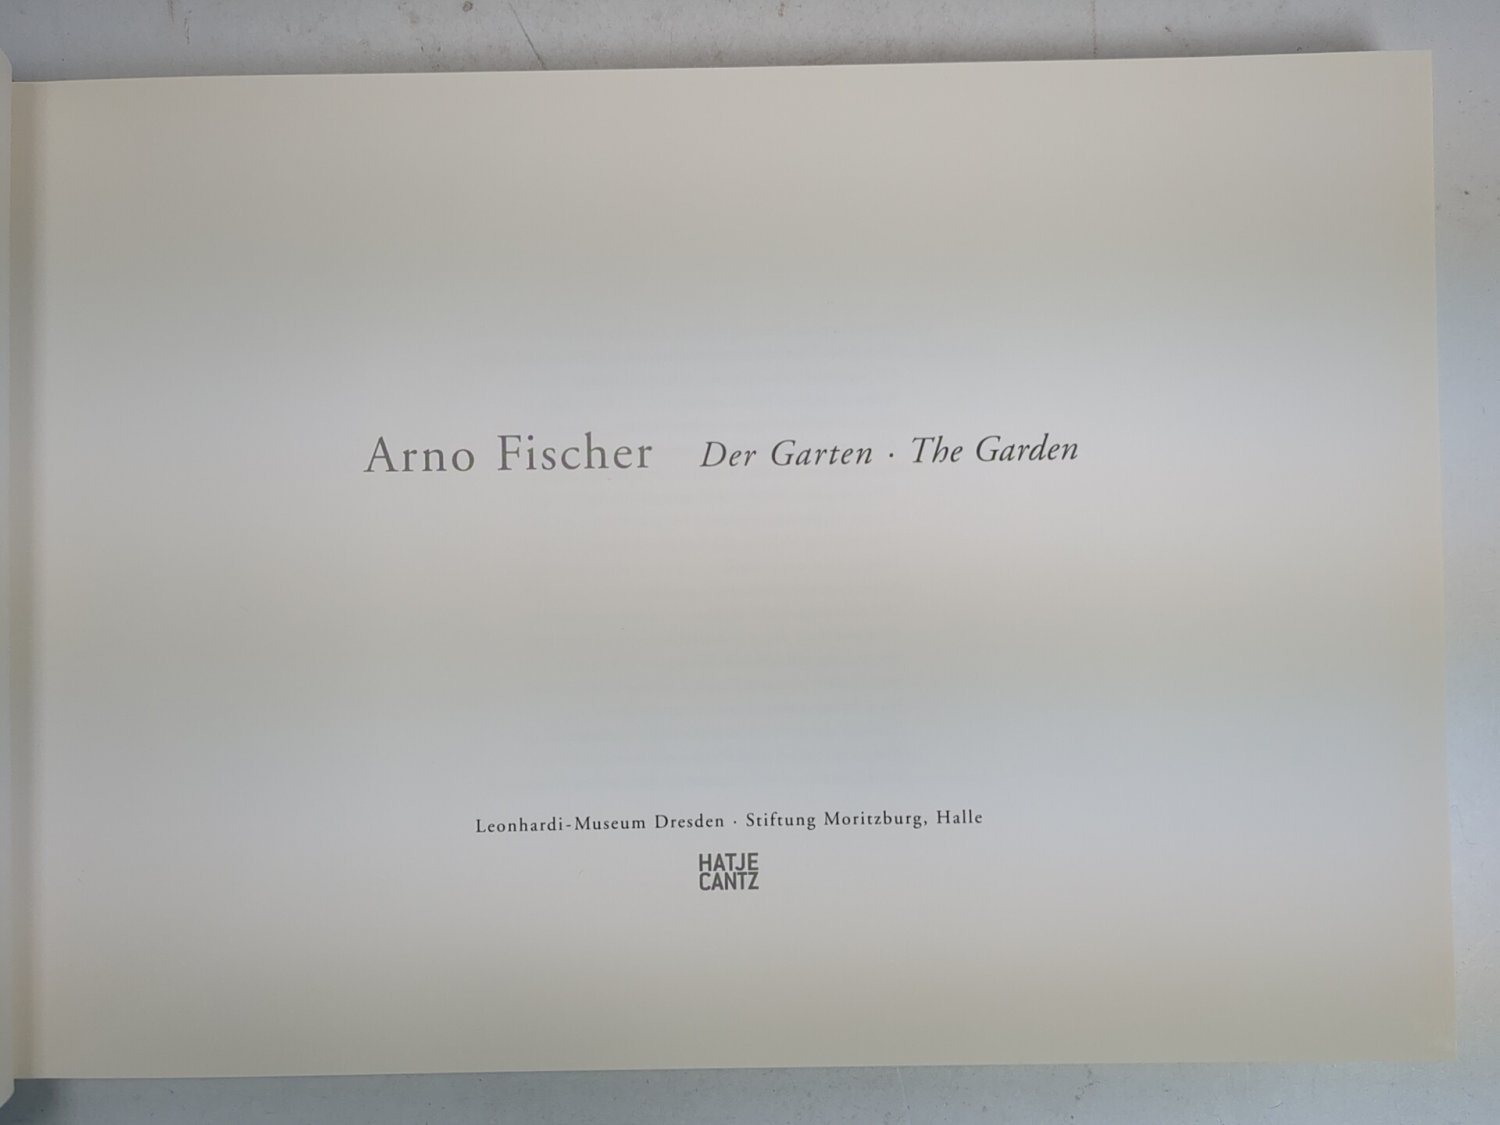 Arno Fischer Der Garten · The Garden
Leonhardi-Museum Dresden · Stiftung Moritzburg, Halle
HATJE
CANTZ